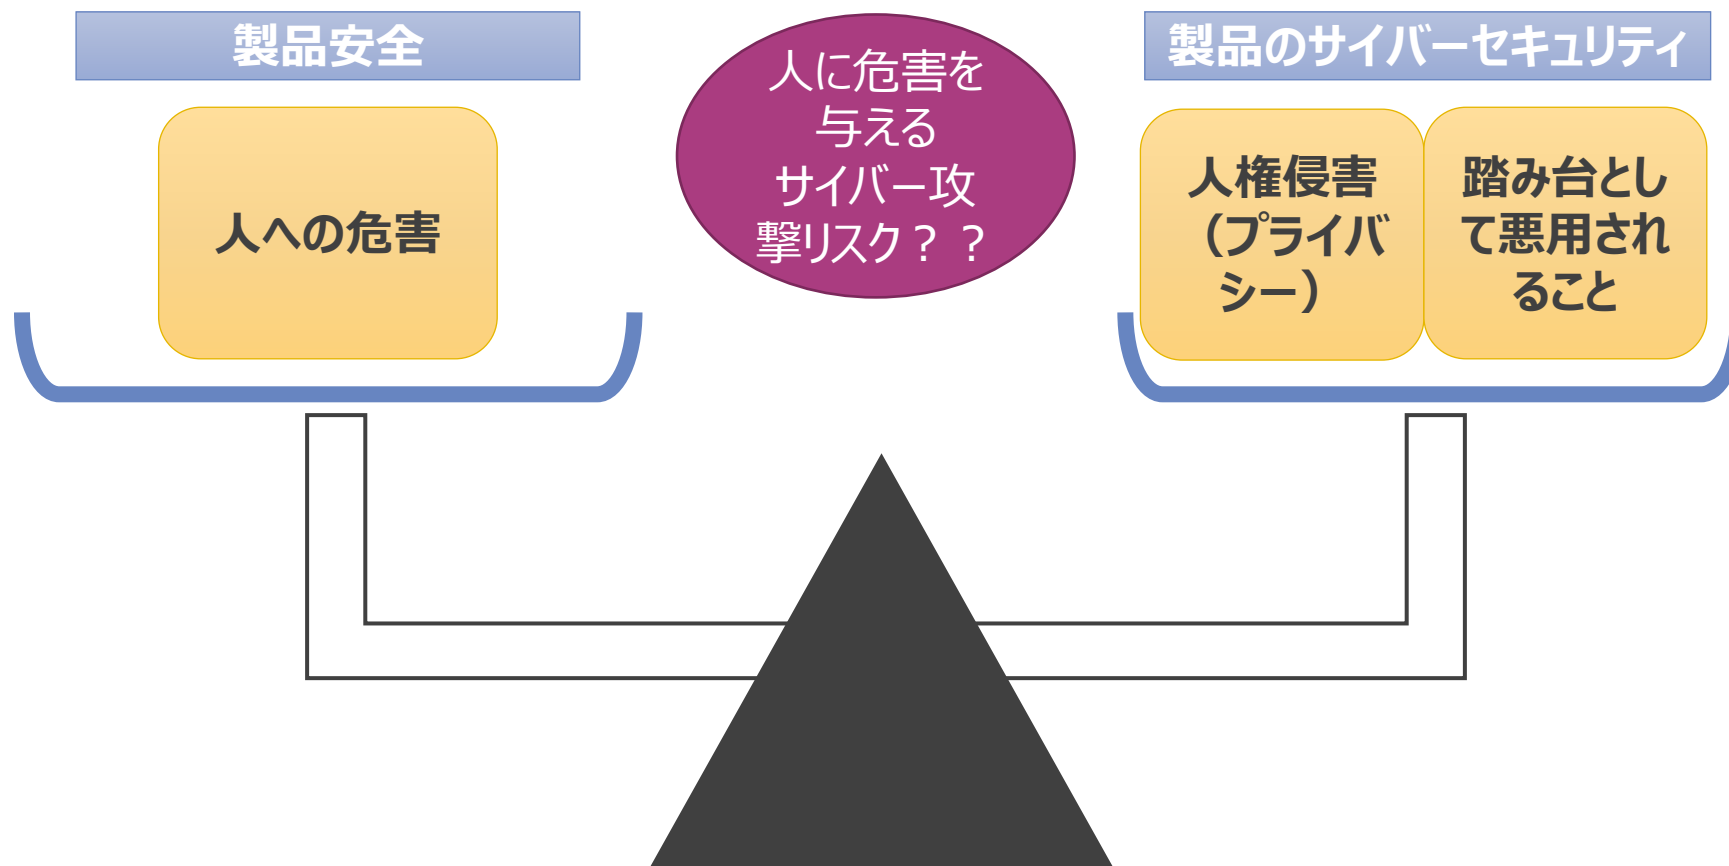 製品安全
人への危害
人に危害を
与える
サイバー攻
撃リスク？？
製品のサイバーセキュリティ
人権侵害
（プライバ
シー）
踏み台とし
て悪用され
ること